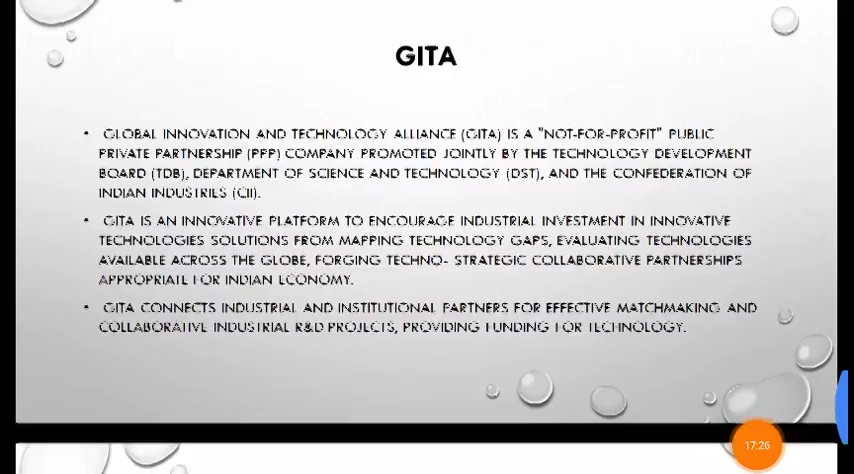 GITA
• GLOBAL INNOVATION AND TECHNOLOGY ALLIANCE (GITA) IS A "NOT-FOR-PROFIT" PUBLIC
PRIVATE PARTNERSHIP (PPP) COMPANY PROMOTED JOINTLY BY THE TECHNOLOGY DEVELOPMENT
BOARD (TDB), DEPARTMENT OF SCIENCE AND TECHNOLOGY (DST), AND THE CONFEDERATION OF
INDIAN INDUSTRIES (CII).
• GITA IS AN INNOVATIVE PLATFORM TO ENCOURAGE INDUSTRIAL INVESTMENT IN INNOVATIVE
TECHNOLOGIES SOLUTIONS FROM MAPPING TECHNOLOGY GAPS, EVALUATING TECHNOLOGIES
AVAILABLE ACROSS THE GLOBE, FORGING TECHNO- STRATEGIC COLLABORATIVE PARTNERSHIPS
APPROPRIATE FOR INDIAN ECONOMY.
• GITA CONNECTS INDUSTRIAL AND INSTITUTIONAL PARTNERS FOR EFFECTIVE MATCHMAKING AND
COLLABORATIVE INDUSTRIAL R&D PROJECTS, PROVIDING FUNDING FOR TECHNOLOGY.
17:26